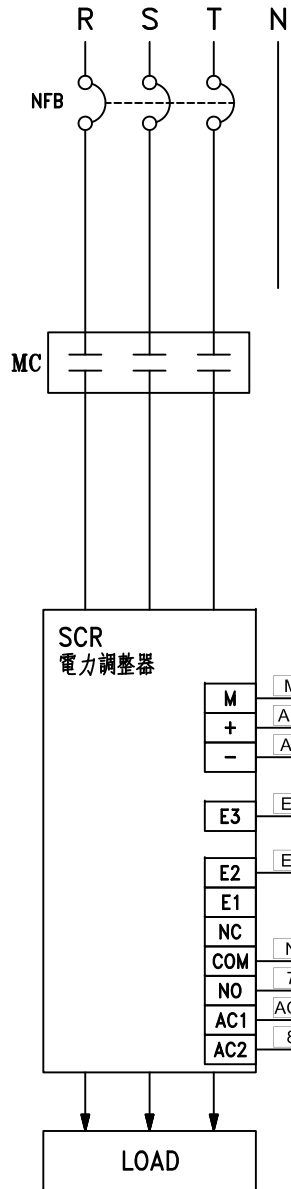 R S T N
NFB
MC
SCR
電力調整器
M
+
-
E3
E2
E1
NC
COM
NO
AC1
AC2
LOAD